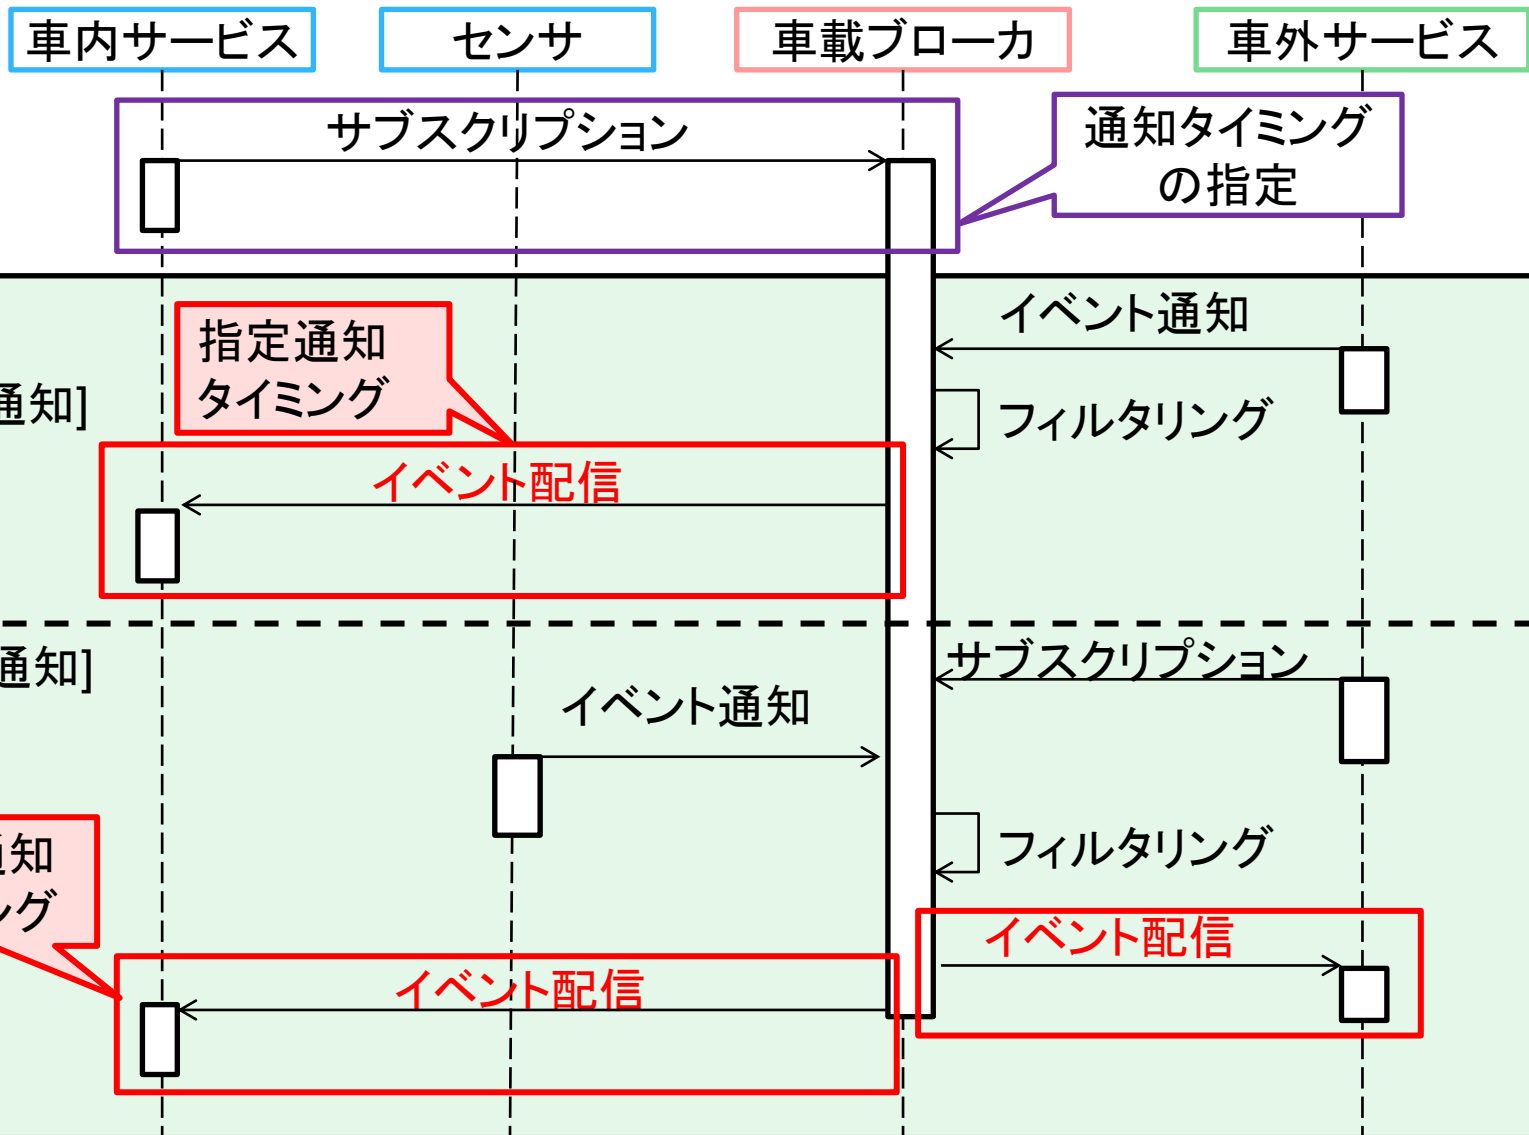 車内サービス
センサ
車載ブローカ
車外サービス
サブスクリプション
通知タイミング
の指定
イベント通知
指定通知
タイミング
フィルタリング
通知]
イベント配信
サブスクリプション
通知]
イベント通知
フィルタリング
通知
ング
イベント配信
イベント配信